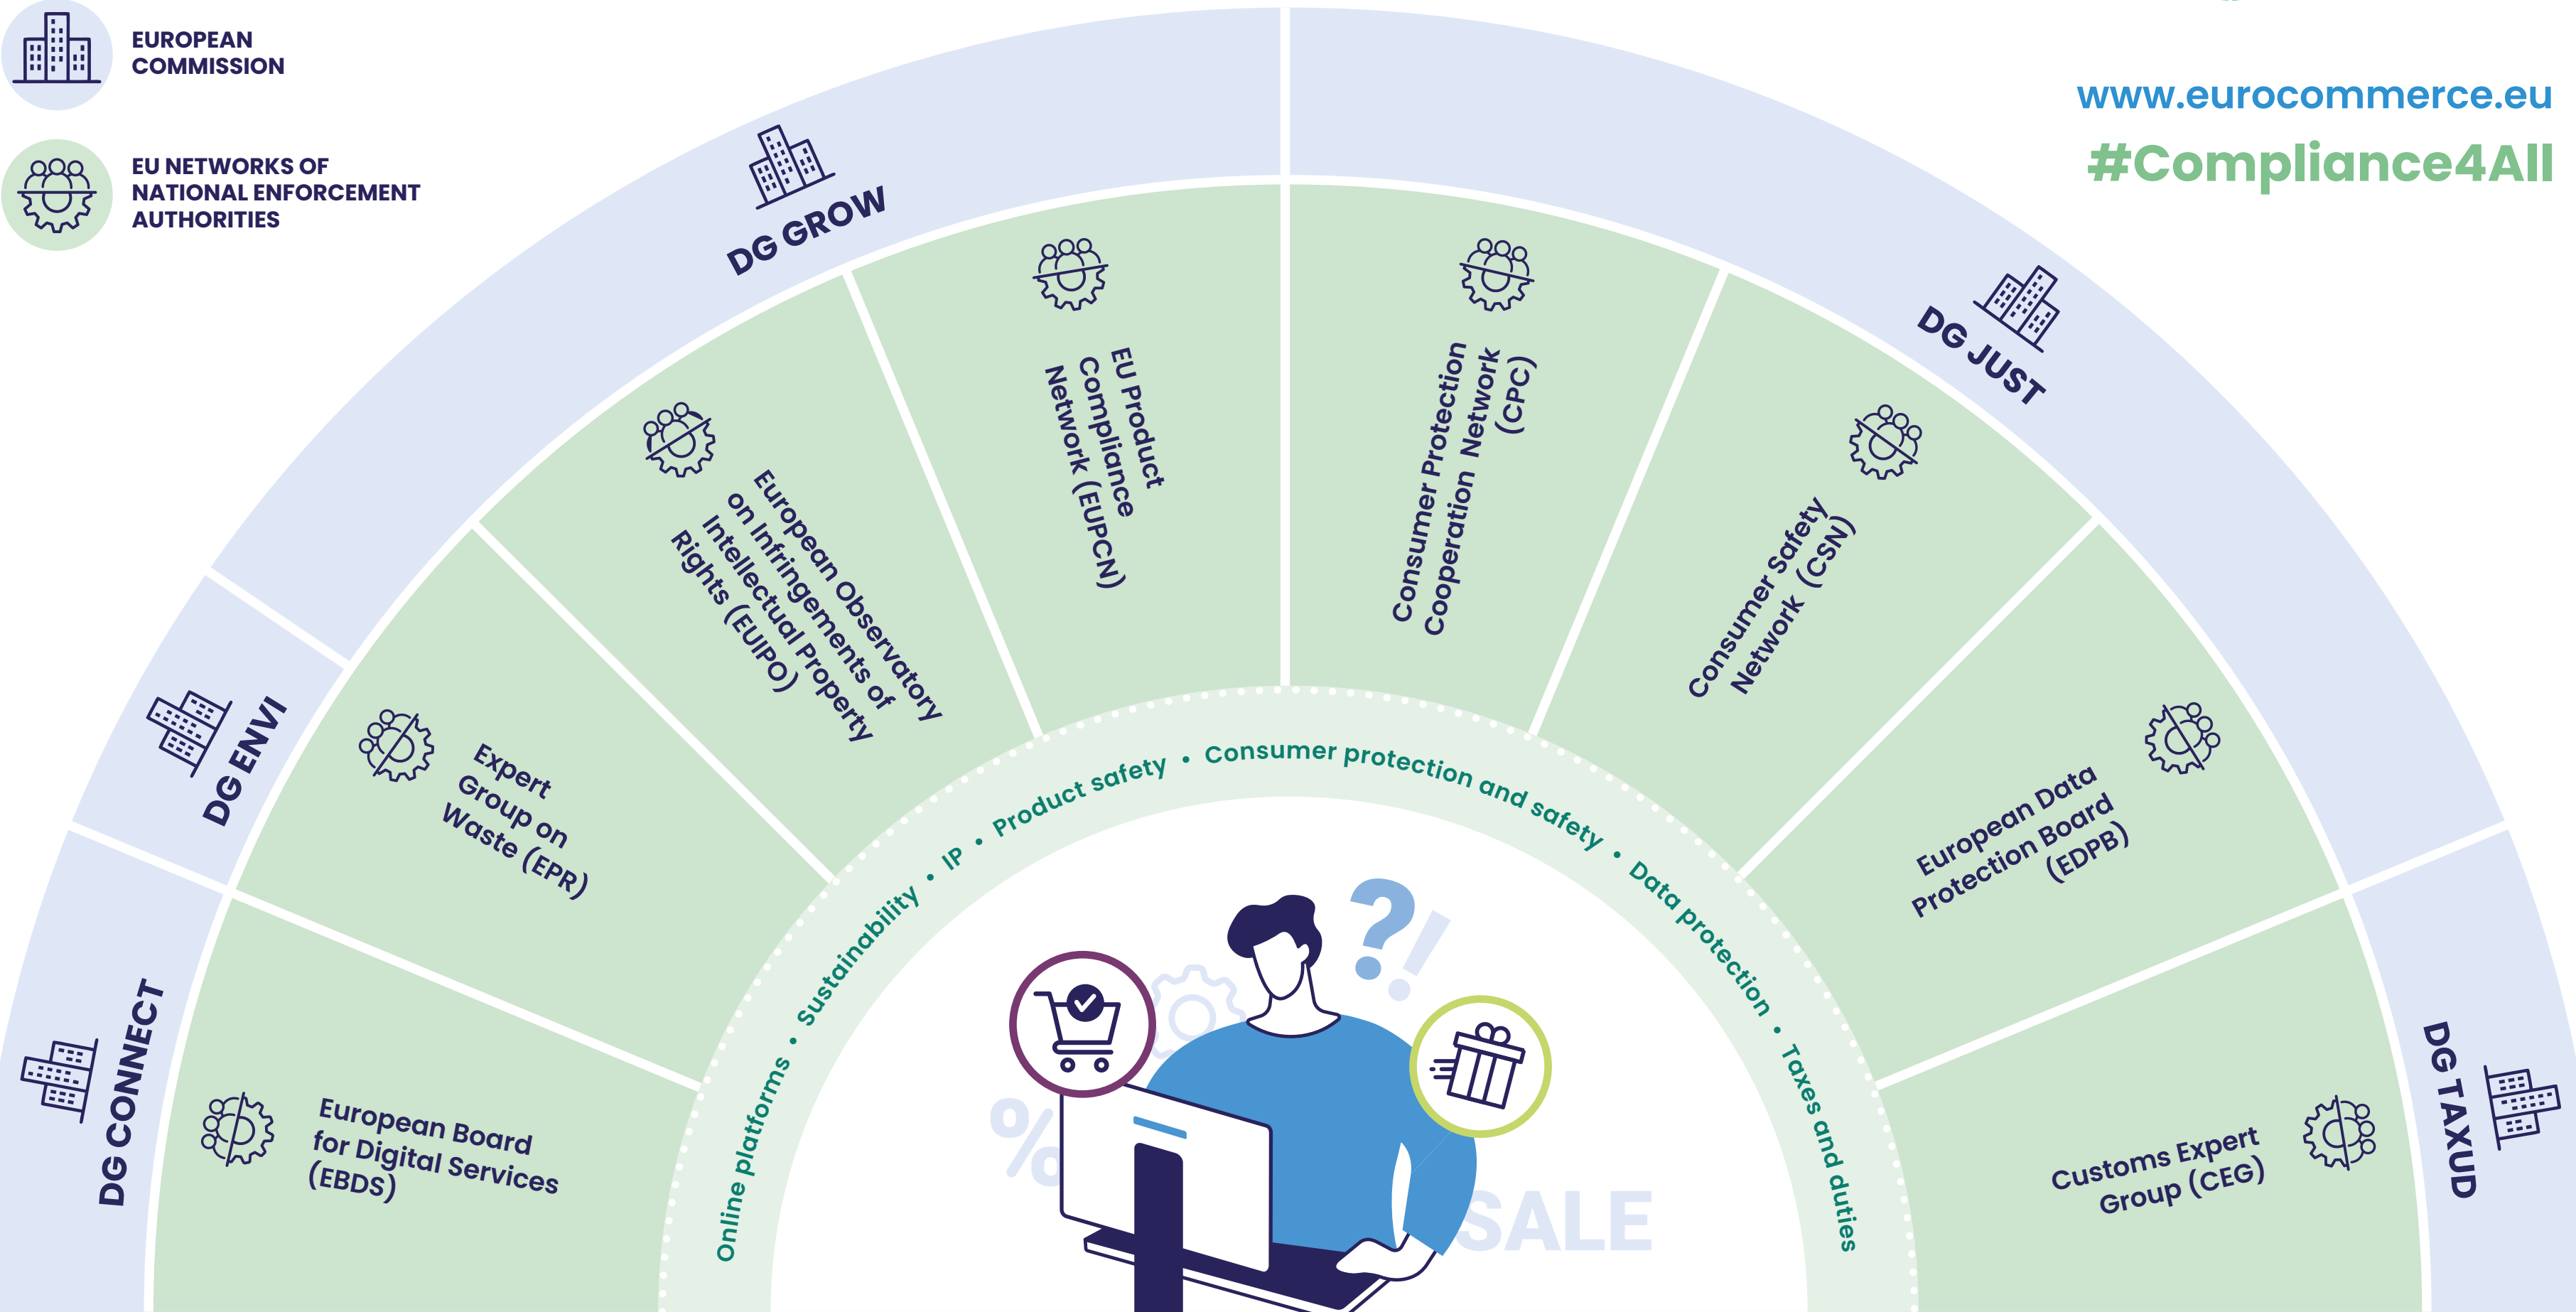 EUROPEAN
COMMISSION
EU NETWORKS OF
NATIONAL ENFORCEMENT
AUTHORITIES
www.eurocommerce.eu
#Compliance4All
DG CONNECT
DG ENVI
DG GROW
DG JUST
DG TAXUD
European Board
for Digital Services
(EBDS)
Expert
Group on
Waste (EPR)
European Observatory
on Infringements of
Intellectual Property
Rights (EUIPO)
EU Product
Compliance
Network (EUPCN)
Consumer Protection
Cooperation Network
(CPC)
Consumer Safety
Network (CSN)
European Data
Protection Board
(EDPB)
Customs Expert
Group (CEG)
Online platforms • Sustainability • IP • Product safety • Consumer protection and safety • Data protection • Taxes and duties
?!
%
SALE